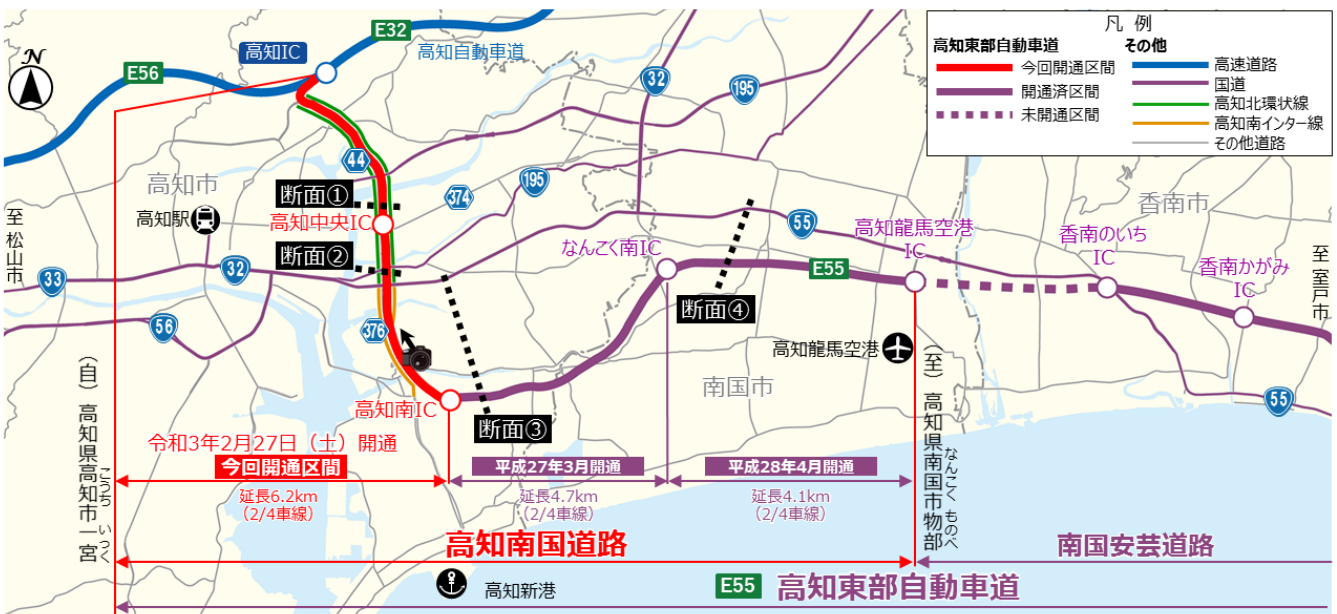 凡 例
高知東部自動車道
今回開通区間
開通済区間
未開通区間
その他
高速道路
国道
高知北環状線
高知南インター線
その他道路
N
E56
高知IC
E32
高知自動車道
32
195
44
高知市
断面①
374
195
至 松山市
高知駅
高知中央IC
断面②
なんこく南IC
55
高知龍馬空港
IC
香南市
香南のいち
IC
香南かがみ
IC
至 室戸市
33
32
E55
断面④
56
376
高知龍馬空港
高知南IC
南国市
断面③
55
(自)高知県高知市一宮
こうち いっく
(至)高知県南国市物部
なんこく ものべ
令和3年2月27日(土)開通
今回開通区間
延長6.2km
(2/4車線)
平成27年3月開通
延長4.7km
(2/4車線)
平成28年4月開通
延長4.1km
(2/4車線)
高知南国道路
南国安芸道路
高知新港
E55 高知東部自動車道